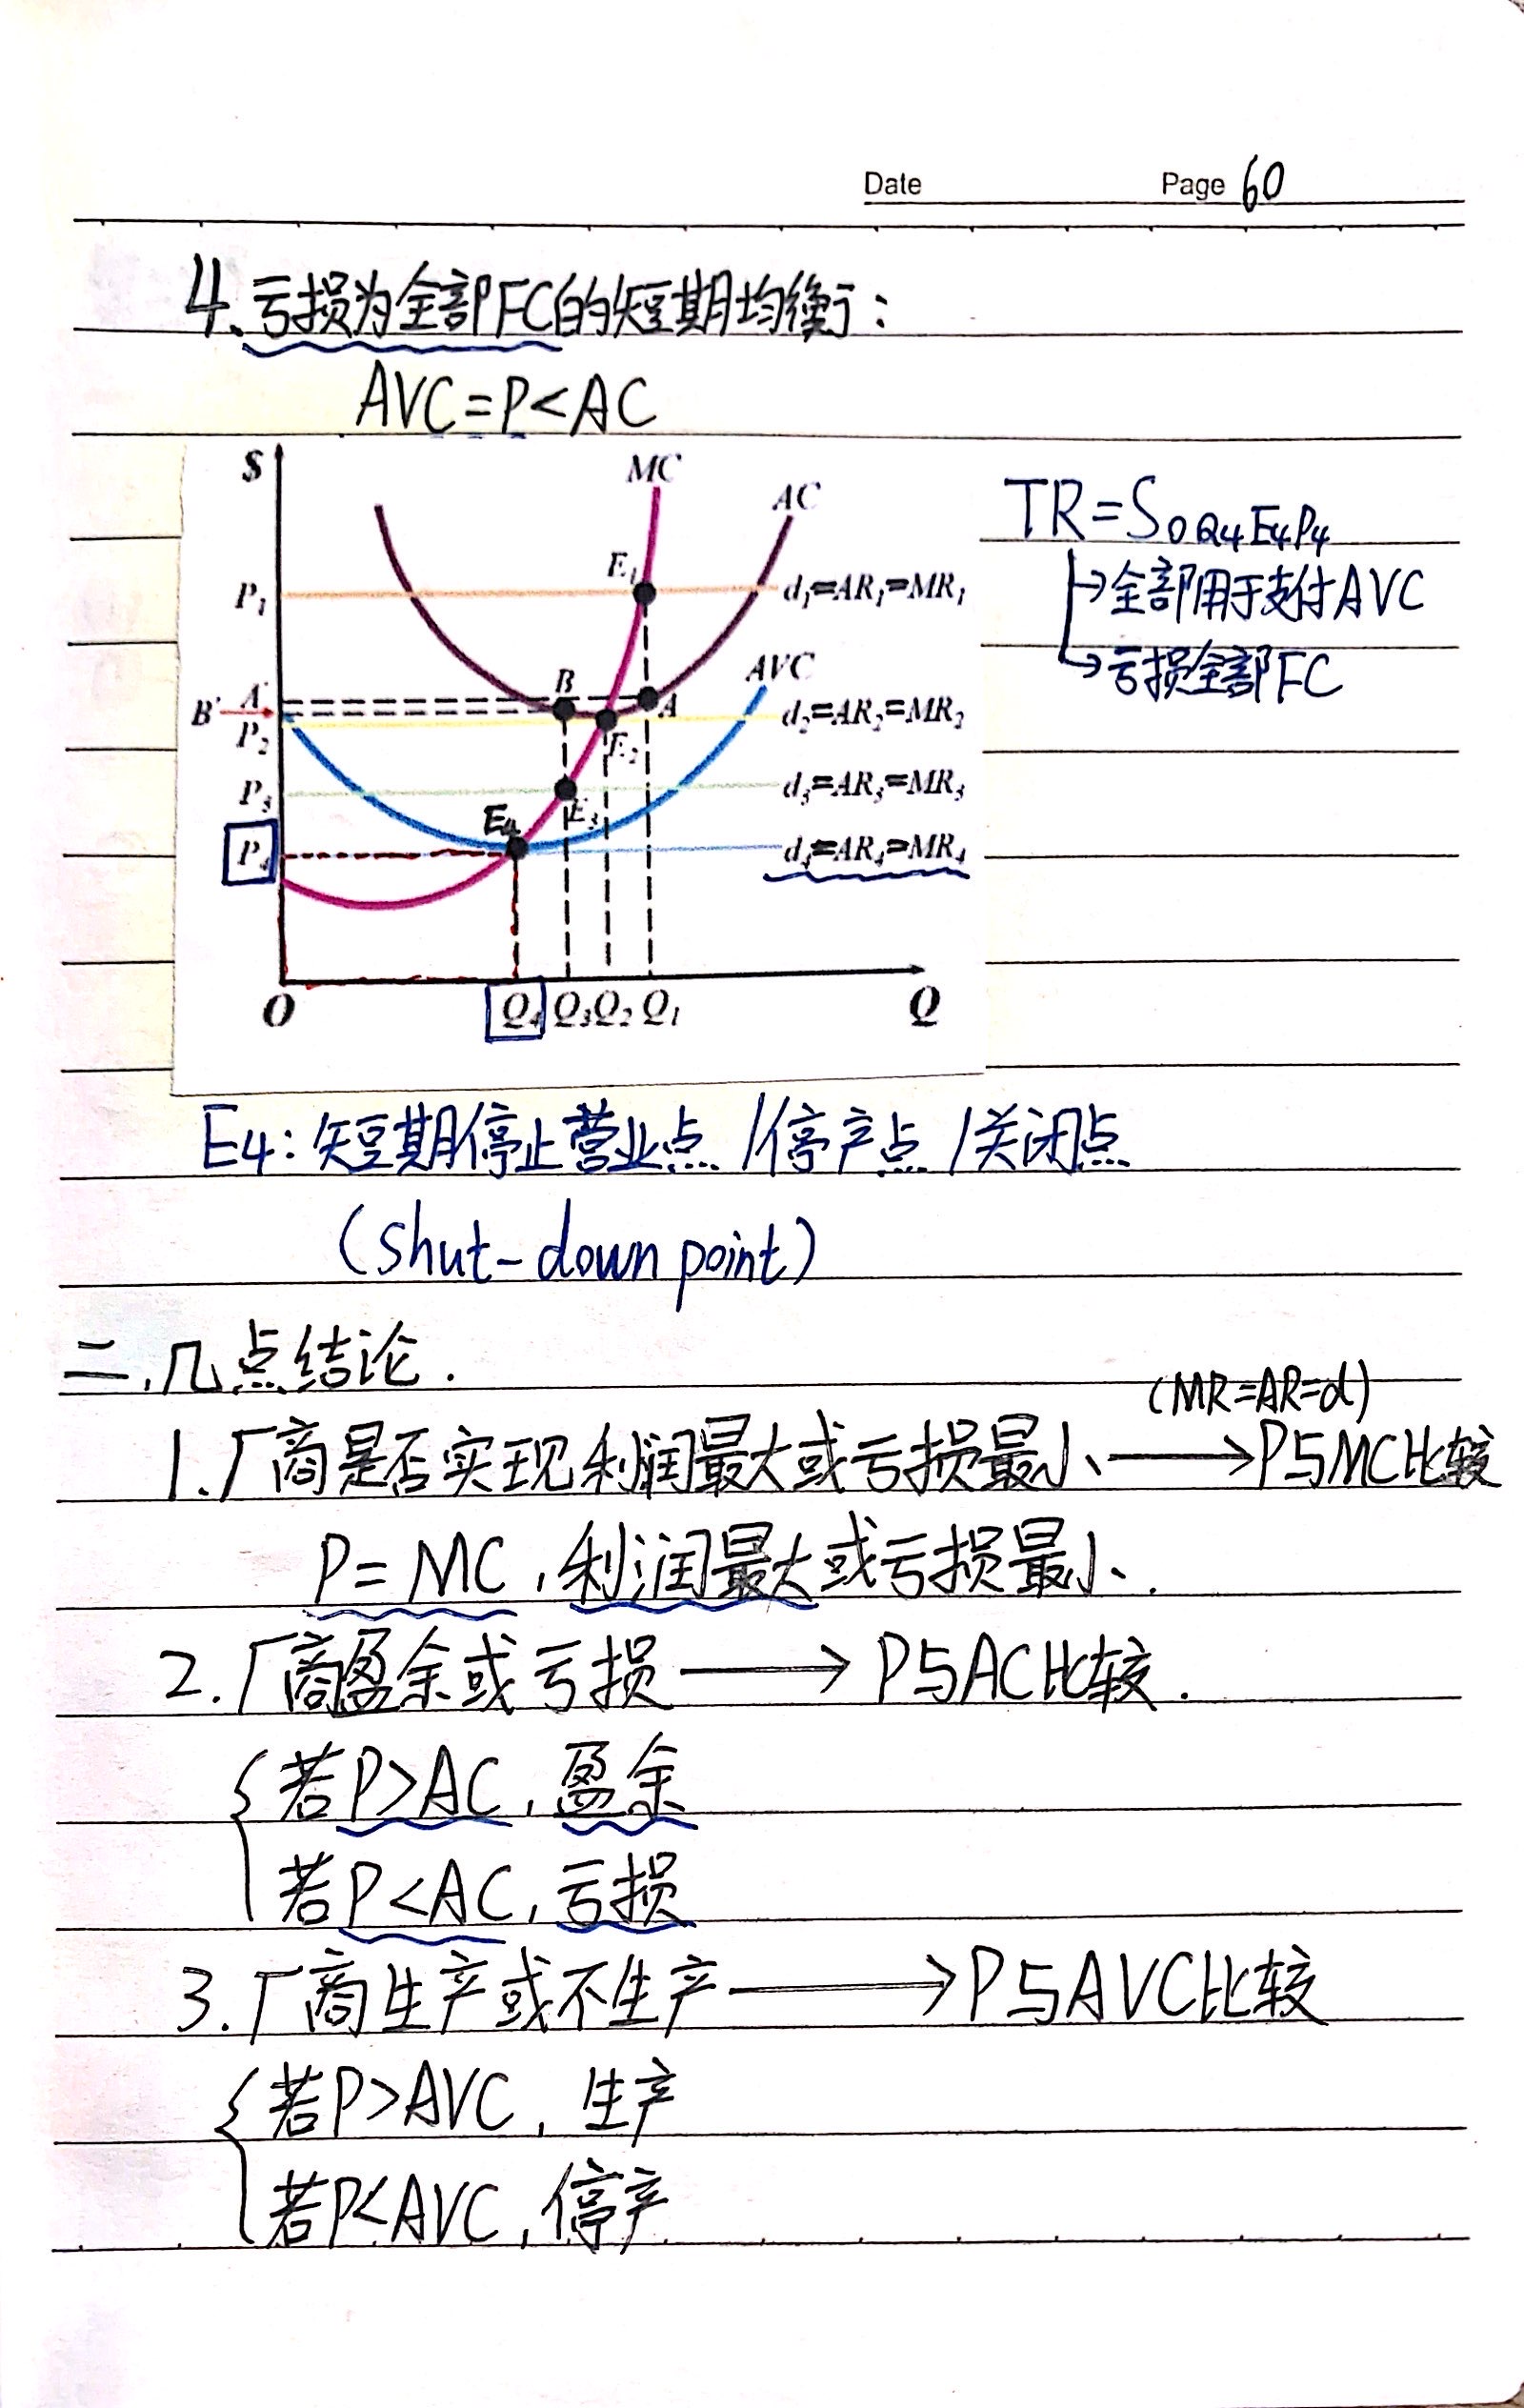 Date Page 60
4、亏损为全部FC的短期均衡：
AVC=P<AC
$ MC AC
TR=S_OQ4E4P4
→全部用于支付AVC
→亏损全部FC
P1 E1 d1=AR1=MR1
AVC
B' A' B A
P2 E2 d2=AR2=MR2
P3 E3 d3=AR3=MR3
P4 E4 d4=AR4=MR4
O Q4 Q3 Q2 Q1 Q
E4：短期停止营业点/停产点/关闭点
(shut-down point)
二、几点结论.
(MR=AR=d)
1.厂商是否实现利润最大或亏损最小→P与MC比较
P=MC，利润最大或亏损最小.
2.厂商盈余或亏损→P与AC比较.
若P>AC，盈余
若P<AC，亏损
3.厂商生产或不生产→P与AVC比较
若P>AVC，生产
若P<AVC，停产